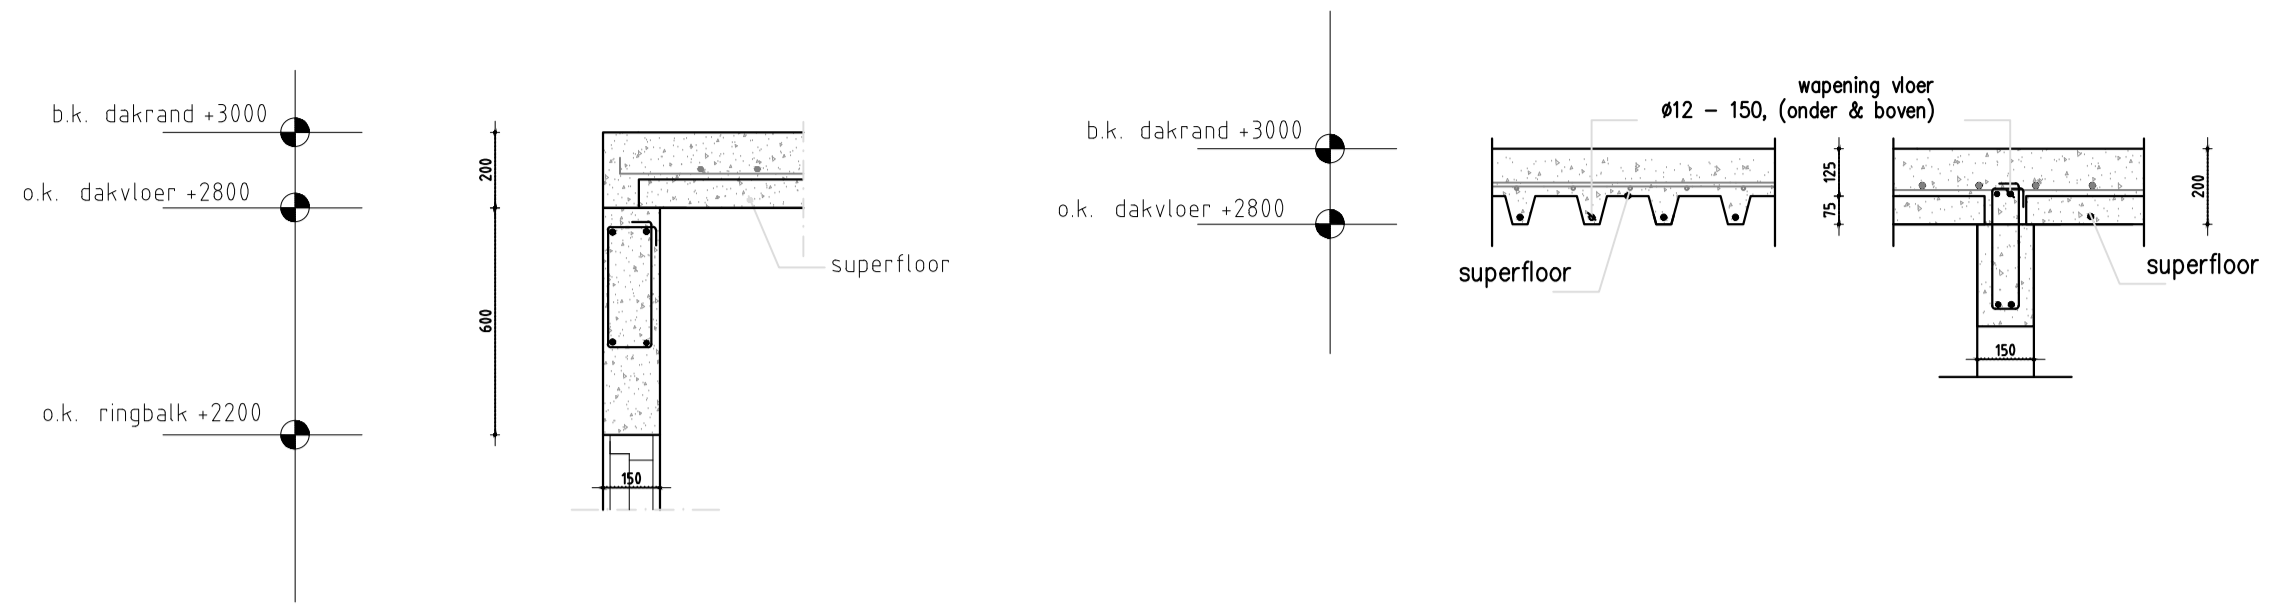 b.k. dakrand +3000
o.k. dakvloer +2800
o.k. ringbalk +2200
200
600
150
superfloor
b.k. dakrand +3000
o.k. dakvloer +2800
wapening vloer
ø12 - 150, (onder & boven)
superfloor
125
75
150
200
superfloor